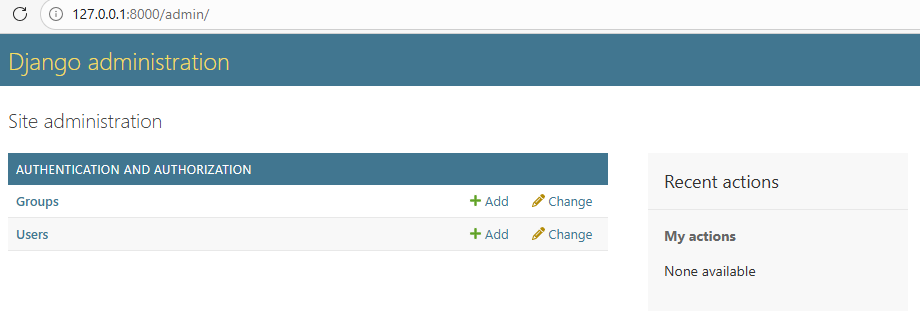 127.0.0.1:8000/admin/
Django administration
Site administration
AUTHENTICATION AND AUTHORIZATION
Groups Add Change
Users Add Change
Recent actions
My actions
None available